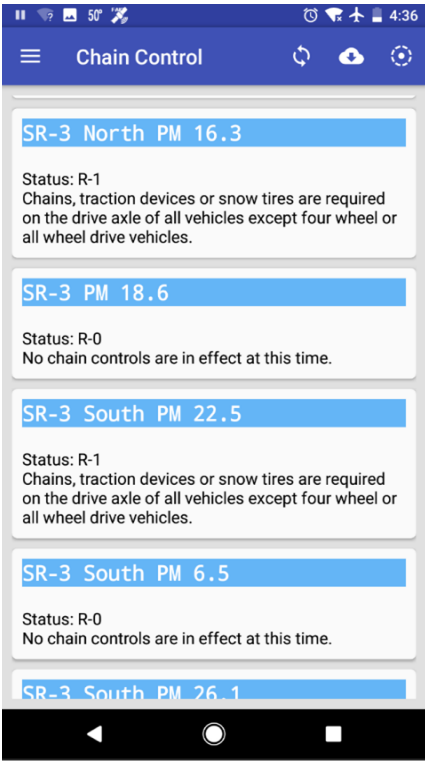 50°
4:36
Chain Control
SR-3 North PM 16.3
Status: R-1
Chains, traction devices or snow tires are required
on the drive axle of all vehicles except four wheel or
all wheel drive vehicles.
SR-3 PM 18.6
Status: R-0
No chain controls are in effect at this time.
SR-3 South PM 22.5
Status: R-1
Chains, traction devices or snow tires are required
on the drive axle of all vehicles except four wheel or
all wheel drive vehicles.
SR-3 South PM 6.5
Status: R-0
No chain controls are in effect at this time.
SR-3 South PM 26.1